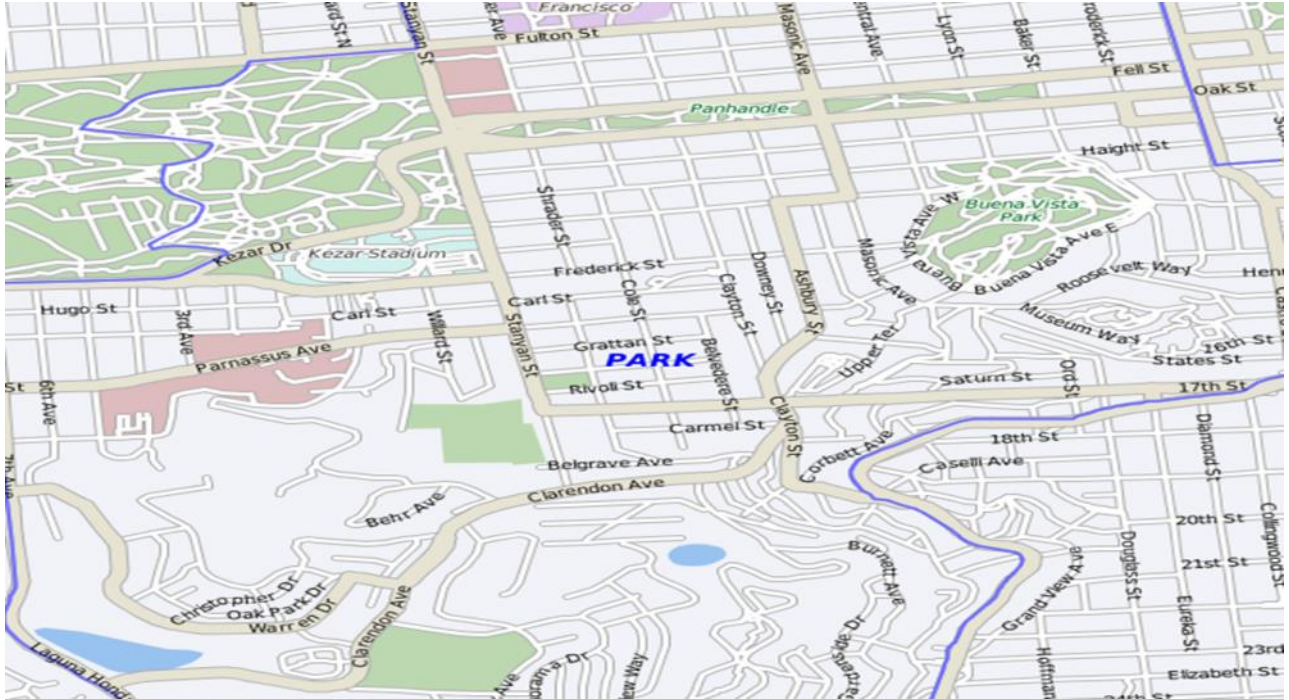 Francisco
Stanyan St
Fulton St
Masonic Ave
Lyon St
Baker St
Fell St
Oak St
Panhandle
Haight St
Shrader St
Buena Vista Ave W
Buena Vista
Park
Kezar Dr
Kezar Stadium
Buena Vista Ave E
Frederick St
Downey St
Ashbury St
Masonic Ave
Roosevelt Way
Hugo St
3rd Ave
Carl St
Willard St
Carl St
Cole St
Clayton St
Museum Way
16th St
Stanyan St
Grattan St
Parnassus Ave
PARK
Belvedere St
Upper Ter
States St
6th Ave
Rivoli St
Saturn St
Ord St
17th St
Carmel St
Clayton St
18th St
Diamond St
Corbett Ave
Belgrave Ave
Caselli Ave
7th Ave
Clarendon Ave
Behr Ave
20th St
Collingwood St
Burnett Ave
Douglass St
21st St
Christopher Dr
Oak Park Dr
Warren Dr
Clarendon Ave
Grand View Ave
Eureka St
23rd
Elizabeth St
24th St